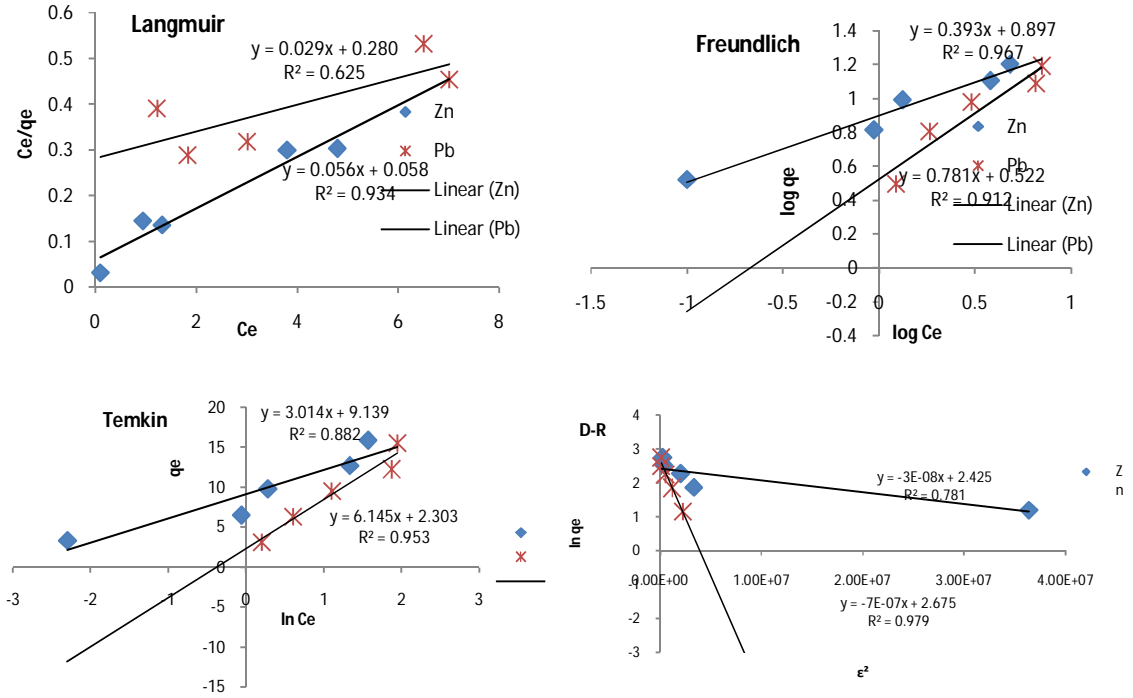 Langmuir
y = 0.029x + 0.280
R² = 0.625
Zn
Pb
y = 0.056x + 0.058
R² = 0.934
Linear (Zn)
Linear (Pb)
Ce/qe
0.6
0.5
0.4
0.3
0.2
0.1
0
0
2
4
6
8
Ce
Freundlich
y = 0.393x + 0.897
R² = 0.967
Zn
Pb
y = 0.781x + 0.522
R² = 0.912
Linear (Zn)
Linear (Pb)
log qe
1.4
1.2
1
0.8
0.6
0.4
0.2
0
-0.2
-0.4
-1.5
-1
-0.5
0
0.5
1
log Ce
Temkin
y = 3.014x + 9.139
R² = 0.882
y = 6.145x + 2.303
R² = 0.953
qe
20
15
10
5
0
-5
-10
-15
-3
-2
-1
0
1
2
3
ln Ce
D-R
y = -3E-08x + 2.425
R² = 0.781
Z
n
y = -7E-07x + 2.675
R² = 0.979
ln qe
4
3
2
1
0
-1
-2
-3
0.00E+00
1.00E+07
2.00E+07
3.00E+07
4.00E+07
ε²